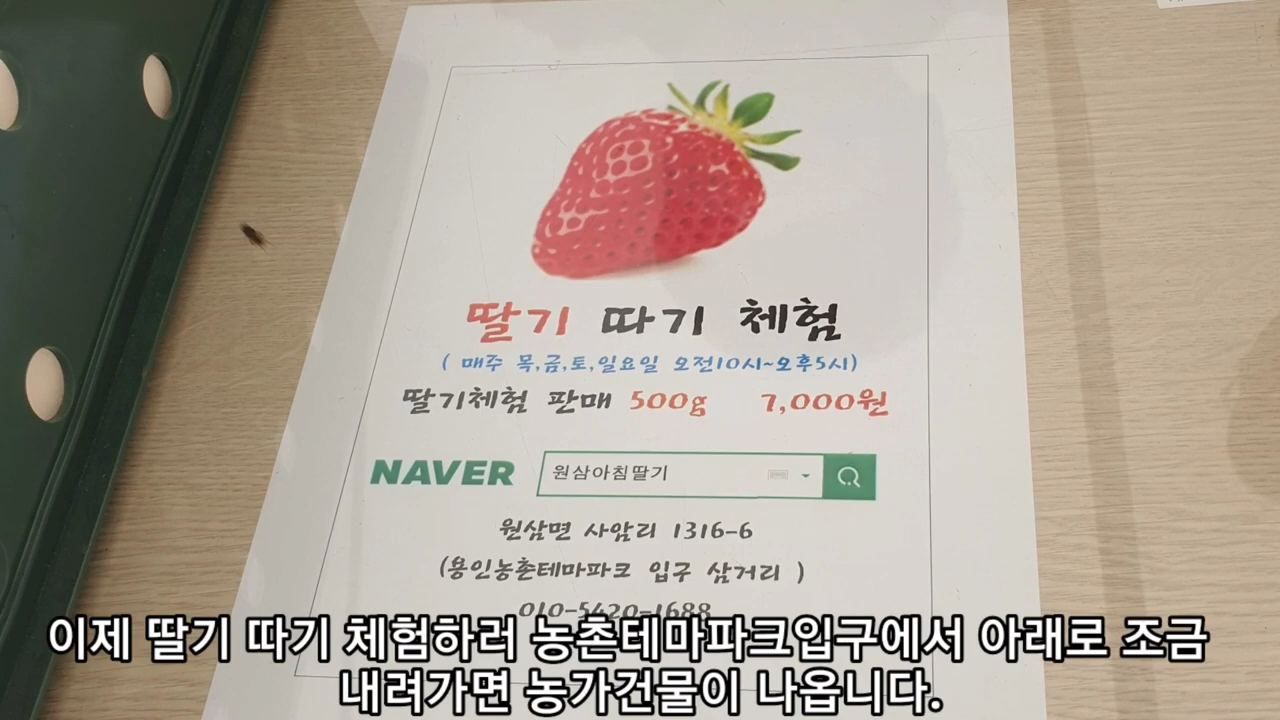 딸기 따기 체험
( 매주 목,금,토,일요일 오전10시~오후5시)
딸기체험 판매 500g 7,000원
NAVER 원삼아침딸기
원삼면 사암리 1316-6
(용인농촌테마파크 입구 삼거리 )
010-5420-1688
이제 딸기 따기 체험하러 농촌테마파크입구에서 아래로 조금
내려가면 농가건물이 나옵니다.